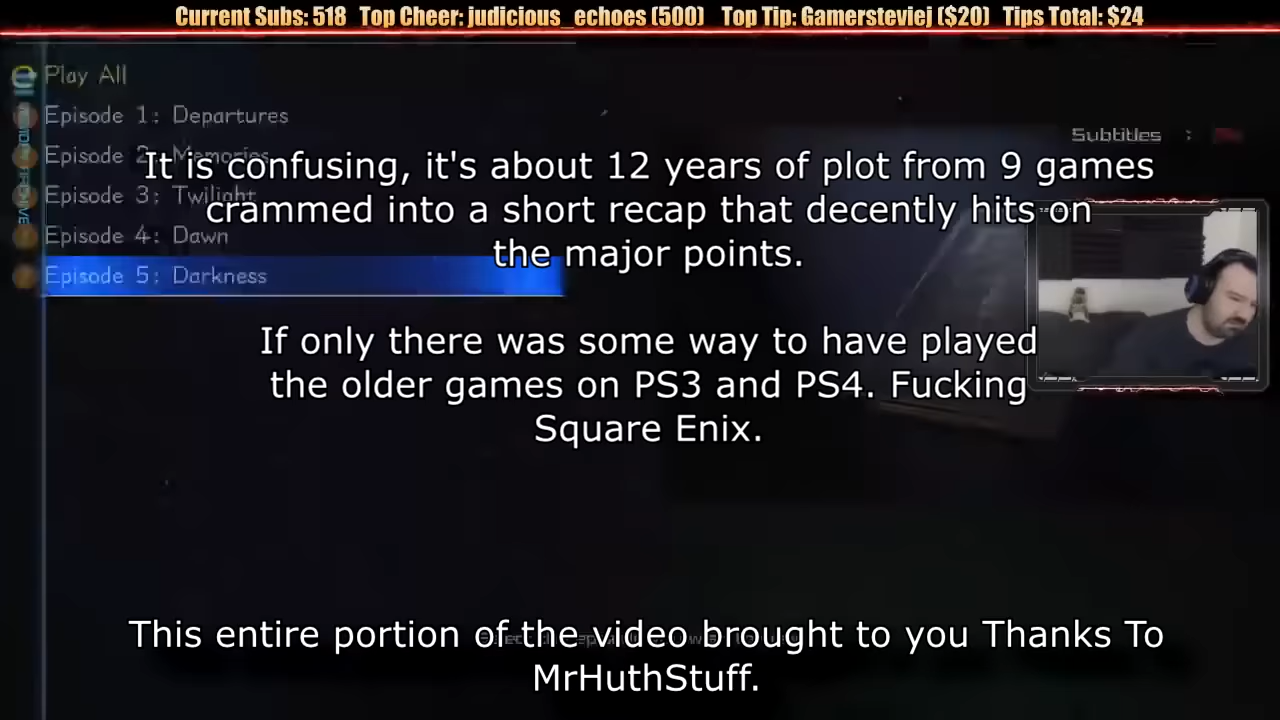 Current Subs: 518 Top Cheer: judicious_echoes (500) Top Tip: Gamersteviej ($20) Tips Total: $24
Play All
Episode 1: Departures
Episode 2: Memories
Episode 3: Twilight
Episode 4: Dawn
Episode 5: Darkness
Subtitles :
It is confusing, it's about 12 years of plot from 9 games
crammed into a short recap that decently hits on
the major points.
If only there was some way to have played
the older games on PS3 and PS4. Fucking
Square Enix.
This entire portion of the video brought to you Thanks To
MrHuthStuff.